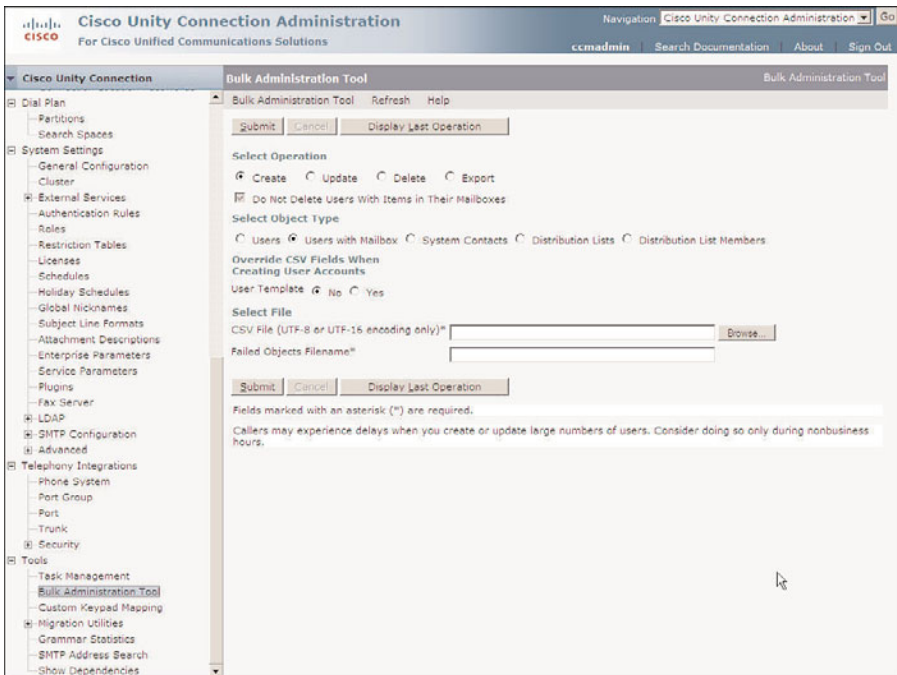 cisco
Cisco Unity Connection Administration
For Cisco Unified Communications Solutions
Navigation Cisco Unity Connection Administration Go
ccmadmin Search Documentation About Sign Out
Cisco Unity Connection
Dial Plan
Partitions
Search Spaces
System Settings
General Configuration
Cluster
External Services
Authentication Rules
Roles
Restriction Tables
Licenses
Schedules
Holiday Schedules
Global Nicknames
Subject Line Formats
Attachment Descriptions
Enterprise Parameters
Service Parameters
Plugins
Fax Server
LDAP
SMTP Configuration
Advanced
Telephony Integrations
Phone System
Port Group
Port
Trunk
Security
Tools
Task Management
Bulk Administration Tool
Custom Keypad Mapping
Migration Utilities
Grammar Statistics
SMTP Address Search
Show Dependencies
Bulk Administration Tool Bulk Administration Tool
Bulk Administration Tool Refresh Help
Submit Cancel Display Last Operation
Select Operation
Create Update Delete Export
Do Not Delete Users With Items in Their Mailboxes
Select Object Type
Users Users with Mailbox System Contacts Distribution Lists Distribution List Members
Override CSV Fields When
Creating User Accounts
User Template No Yes
Select File
CSV File (UTF-8 or UTF-16 encoding only)* Browse...
Failed Objects Filename*
Submit Cancel Display Last Operation
Fields marked with an asterisk (*) are required.
Callers may experience delays when you create or update large numbers of users. Consider doing so only during nonbusiness
hours.